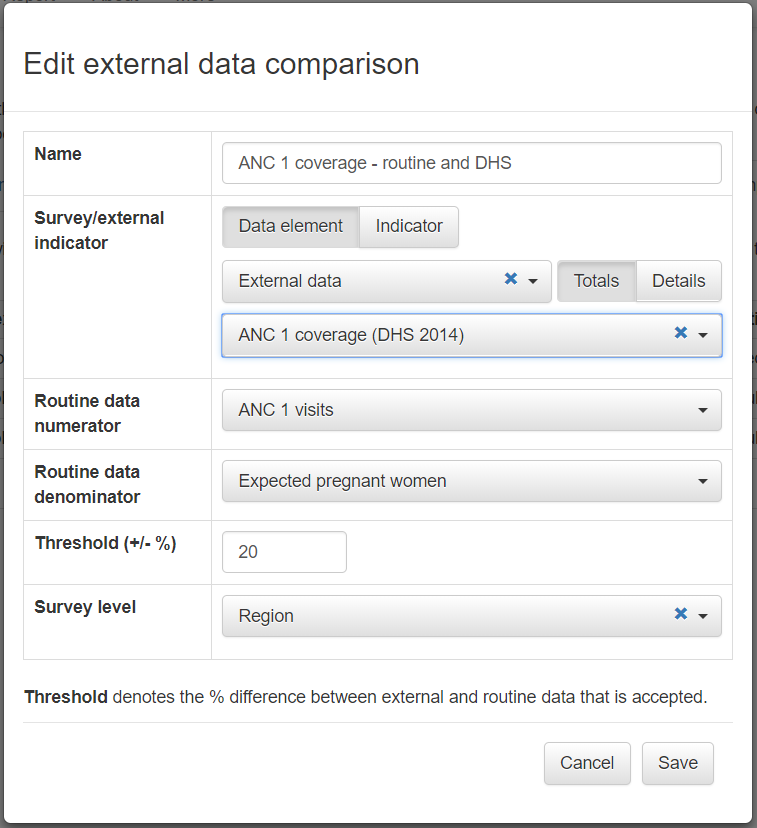 Edit external data comparison
Name
ANC 1 coverage - routine and DHS
Survey/external
indicator
Data element Indicator
External data Totals Details
ANC 1 coverage (DHS 2014)
Routine data
numerator
ANC 1 visits
Routine data
denominator
Expected pregnant women
Threshold (+/- %)
20
Survey level
Region
Threshold denotes the % difference between external and routine data that is accepted.
Cancel Save